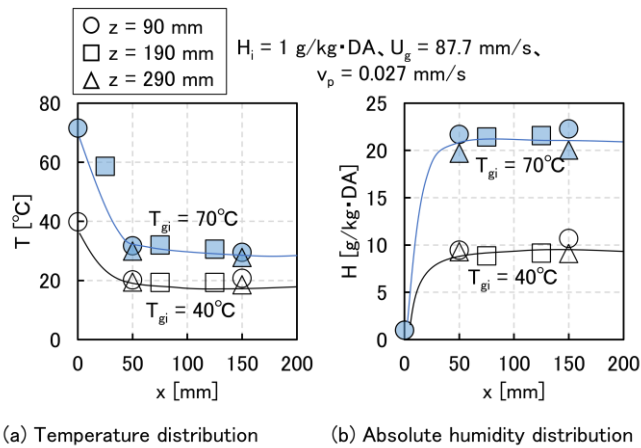 z = 90 mm
z = 190 mm
z = 290 mm
Hi = 1 g/kg・DA、Ug = 87.7 mm/s、
vp = 0.027 mm/s
80
60
40
20
0
T [℃]
Tgi = 70℃
Tgi = 40℃
0 50 100 150 200
x [mm]
(a) Temperature distribution
25
20
15
10
5
0
H [g/kg・DA]
Tgi = 70℃
Tgi = 40℃
0 50 100 150 200
x [mm]
(b) Absolute humidity distribution